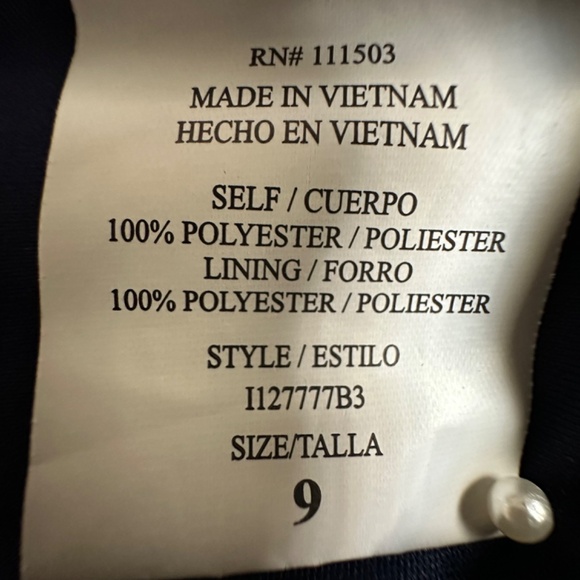 RN# 111503
MADE IN VIETNAM
HECHO EN VIETNAM
SELF / CUERPO
100% POLYESTER / POLIESTER
LINING / FORRO
100% POLYESTER / POLIESTER
STYLE / ESTILO
I127777B3
SIZE/TALLA
9